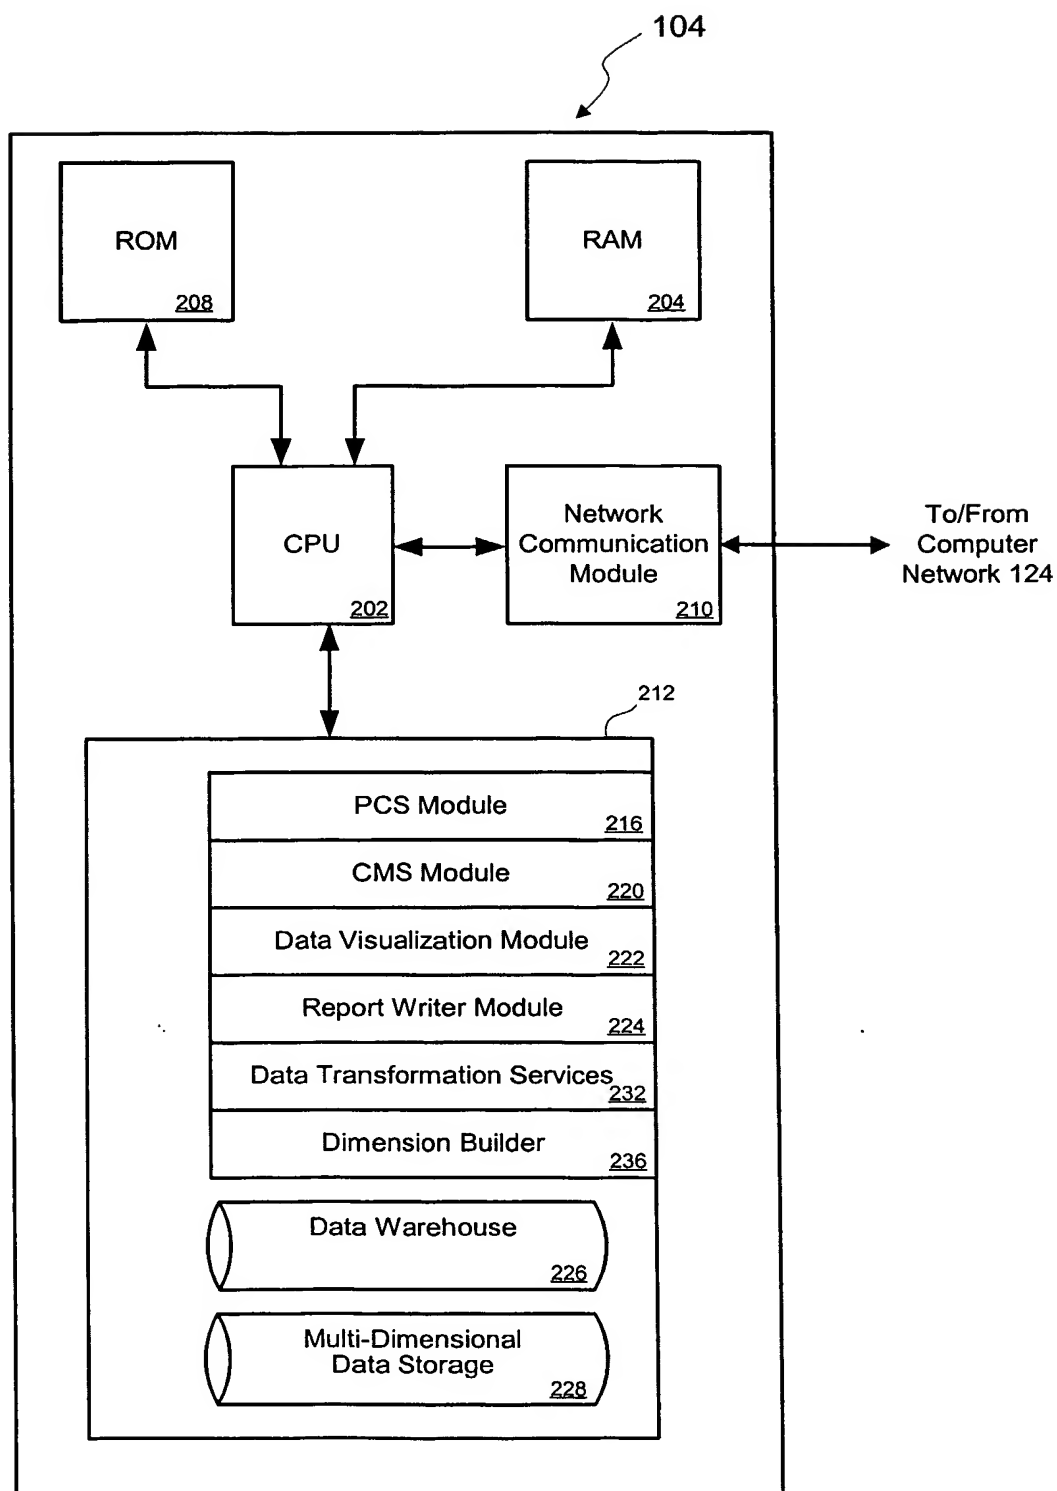 104
ROM
208
RAM
204
CPU
202
Network
Communication
Module
210
To/From
Computer
Network 124
212
PCS Module
216
CMS Module
220
Data Visualization Module
222
Report Writer Module
224
Data Transformation Services
232
Dimension Builder
236
Data Warehouse
226
Multi-Dimensional
Data Storage
228